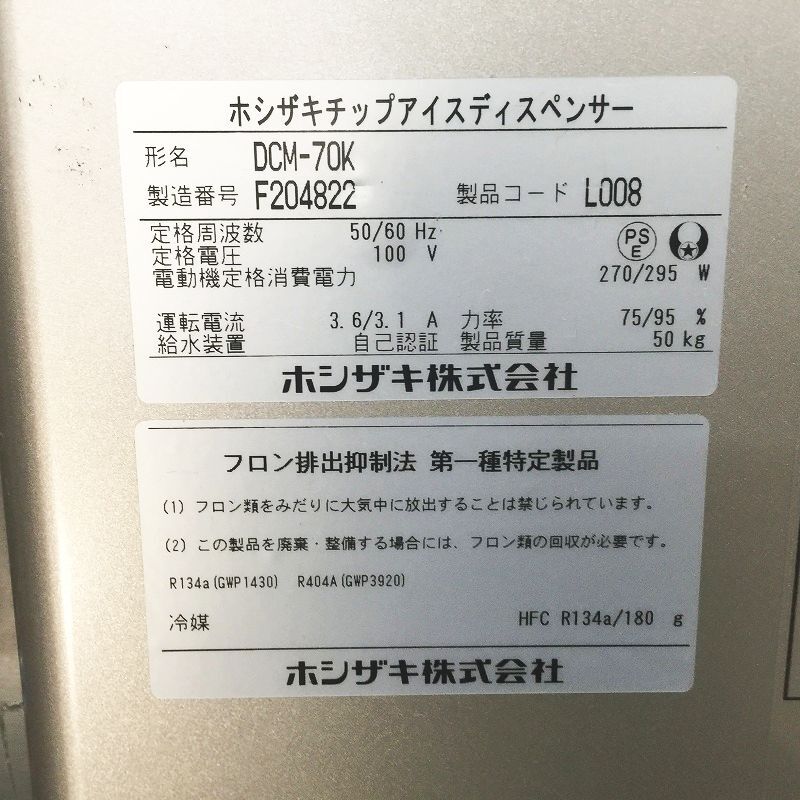 ホシザキチップアイスディスペンサー
形名 DCM-70K
製造番号 F204822 製品コード L008
定格周波数 50/60 Hz
定格電圧 100 V
PS E
電動機定格消費電力 270/295 W
運転電流 3.6/3.1 A 力率 75/95 %
給水装置 自己認証 製品質量 50 kg
ホシザキ株式会社
フロン排出抑制法 第一種特定製品
(1) フロン類をみだりに大気中に放出することは禁じられています。
(2) この製品を廃棄・整備する場合には、フロン類の回収が必要です。
R134a(GWP1430) R404A(GWP3920)
冷媒 HFC R134a/180 g
ホシザキ株式会社